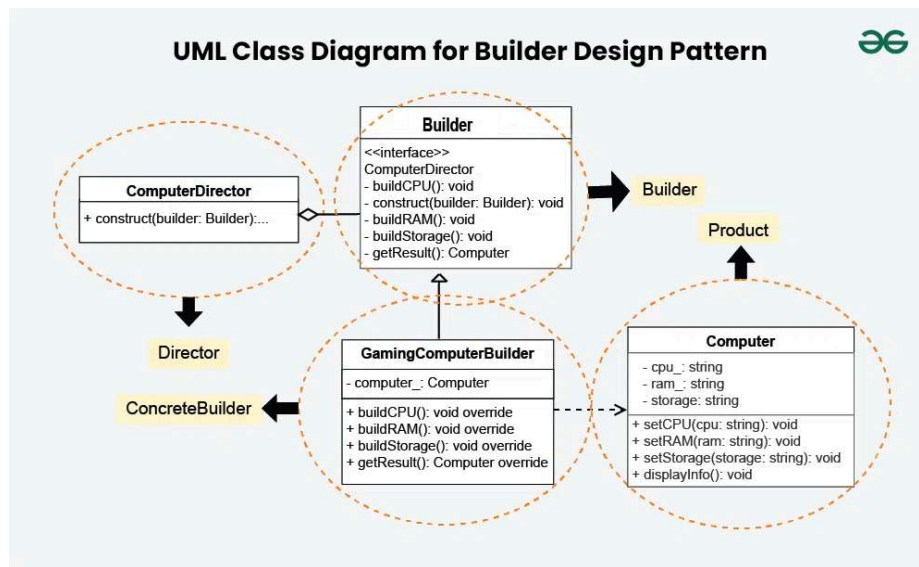 UML Class Diagram for Builder Design Pattern
Builder
<<interface>>
ComputerDirector
- buildCPU(): void
- construct(builder: Builder): void
- buildRAM(): void
- buildStorage(): void
- getResult(): Computer
ComputerDirector
+ construct(builder: Builder):...
Builder
Product
Director
ConcreteBuilder
GamingComputerBuilder
- computer_: Computer
+ buildCPU(): void override
+ buildRAM(): void override
+ buildStorage(): void override
+ getResult(): Computer override
Computer
- cpu_: string
- ram_: string
- storage: string
+ setCPU(cpu: string): void
+ setRAM(ram: string): void
+ setStorage(storage: string): void
+ displayInfo(): void